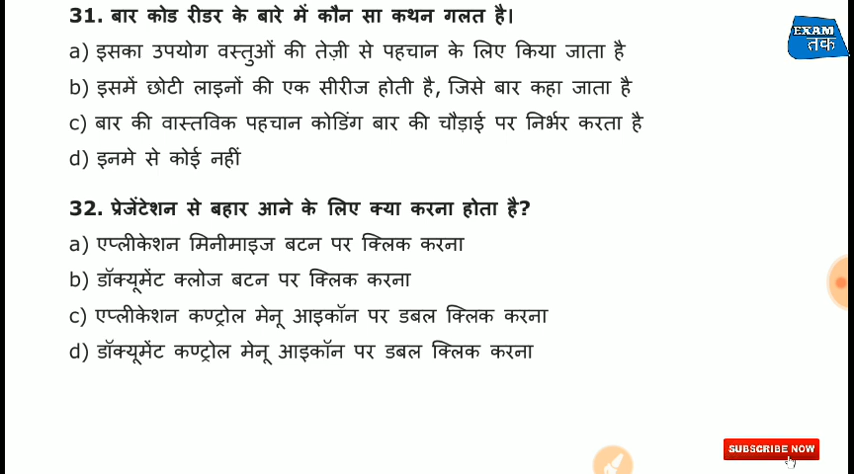 31. बार कोड रीडर के बारे में कौन सा कथन गलत है।
EXAM
तक
a) इसका उपयोग वस्तुओं की तेज़ी से पहचान के लिए किया जाता है
b) इसमें छोटी लाइनों की एक सीरीज होती है, जिसे बार कहा जाता है
c) बार की वास्तविक पहचान कोडिंग बार की चौड़ाई पर निर्भर करता है
d) इनमे से कोई नहीं
32. प्रेजेंटेशन से बहार आने के लिए क्या करना होता है?
a) एप्लीकेशन मिनीमाइज बटन पर क्लिक करना
b) डॉक्यूमेंट क्लोज बटन पर क्लिक करना
c) एप्लीकेशन कण्ट्रोल मेनू आइकॉन पर डबल क्लिक करना
d) डॉक्यूमेंट कण्ट्रोल मेनू आइकॉन पर डबल क्लिक करना
SUBSCRIBE NOW